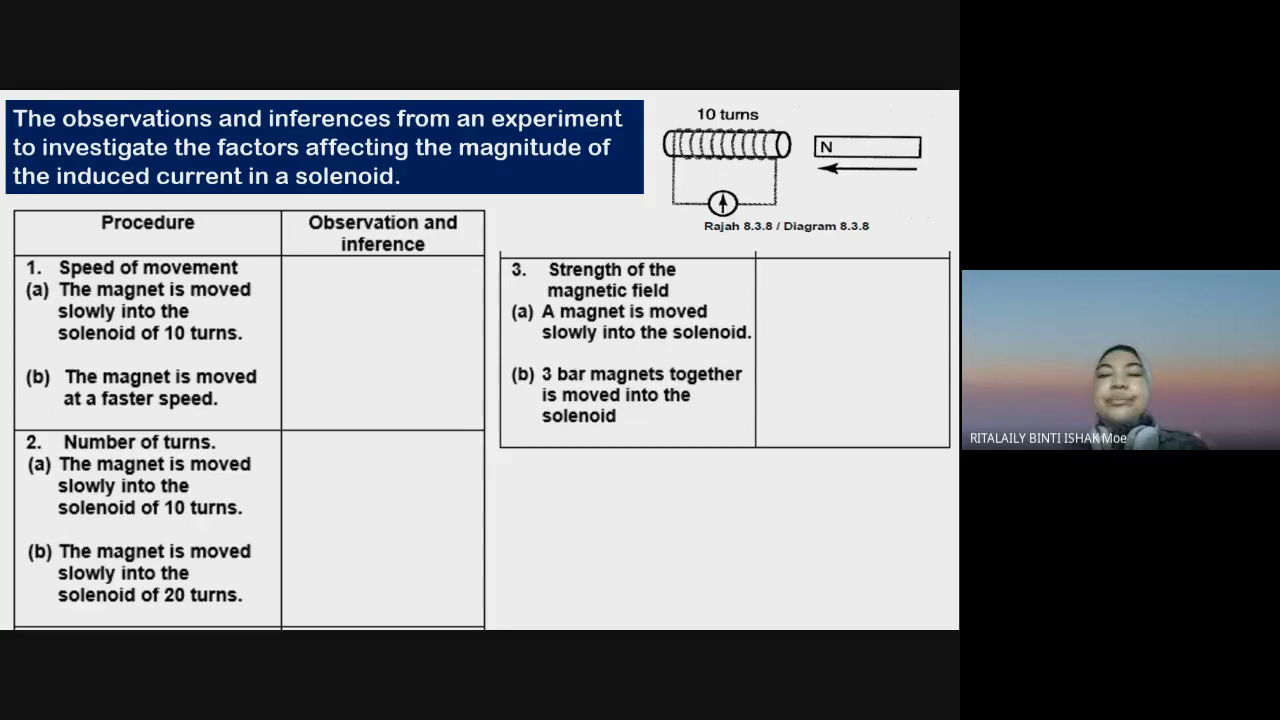 The observations and inferences from an experiment
to investigate the factors affecting the magnitude of
the induced current in a solenoid.
10 turns
N
Rajah 8.3.8 / Diagram 8.3.8
Procedure
Observation and
inference
1. Speed of movement
(a) The magnet is moved
slowly into the
solenoid of 10 turns.
(b) The magnet is moved
at a faster speed.
2. Number of turns.
(a) The magnet is moved
slowly into the
solenoid of 10 turns.
(b) The magnet is moved
slowly into the
solenoid of 20 turns.
3. Strength of the
magnetic field
(a) A magnet is moved
slowly into the solenoid.
(b) 3 bar magnets together
is moved into the
solenoid
RITALAILY BINTI ISHAK Moe